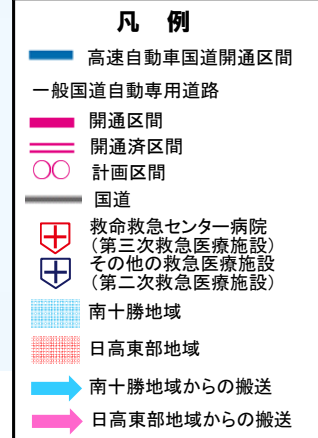 凡 例
高速自動車国道開通区間
一般国道自動専用道路
開通区間
開通済区間
計画区間
国道
救命救急センター病院
(第三次救急医療施設)
その他の救急医療施設
(第二次救急医療施設)
南十勝地域
日高東部地域
南十勝地域からの搬送
日高東部地域からの搬送